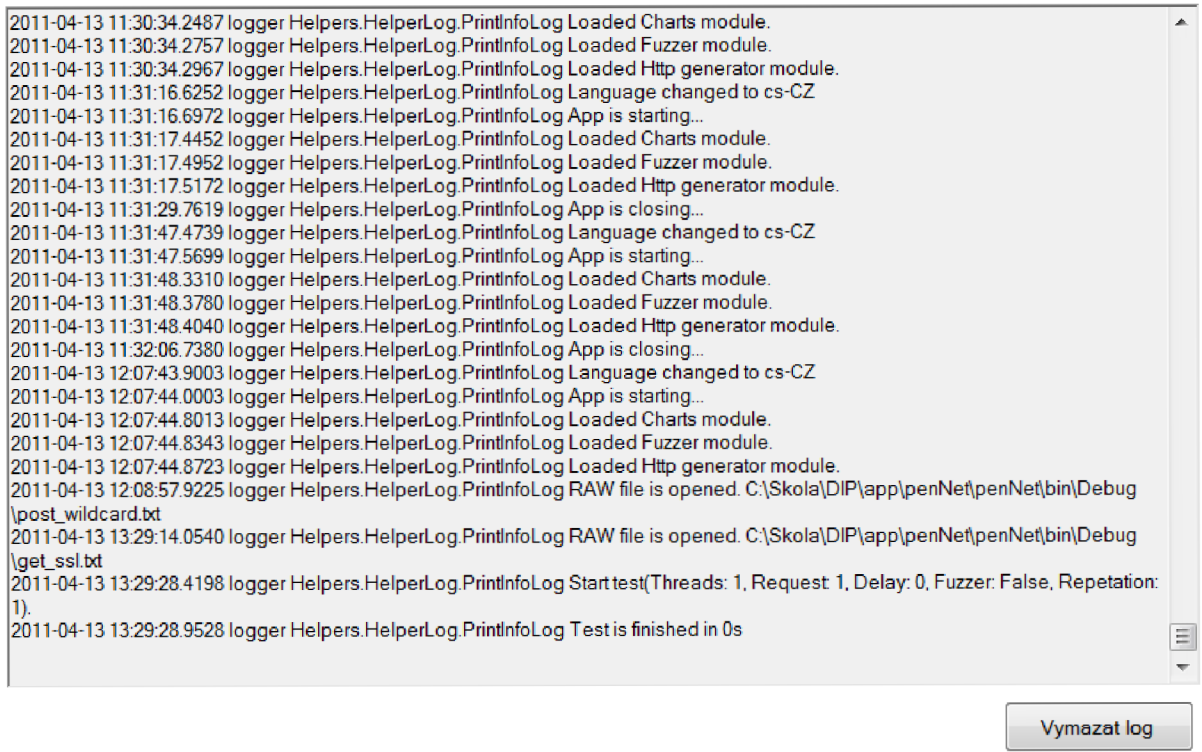 2011-04-13 11:30:34.2487 logger Helpers.HelperLog.PrintInfoLog Loaded Charts module.
2011-04-13 11:30:34.2757 logger Helpers.HelperLog.PrintInfoLog Loaded Fuzzer module.
2011-04-13 11:30:34.2967 logger Helpers.HelperLog.PrintInfoLog Loaded Http generator module.
2011-04-13 11:31:16.6252 logger Helpers.HelperLog.PrintInfoLog Language changed to cs-CZ
2011-04-13 11:31:16.6972 logger Helpers.HelperLog.PrintInfoLog App is starting...
2011-04-13 11:31:17.4452 logger Helpers.HelperLog.PrintInfoLog Loaded Charts module.
2011-04-13 11:31:17.4952 logger Helpers.HelperLog.PrintInfoLog Loaded Fuzzer module.
2011-04-13 11:31:17.5172 logger Helpers.HelperLog.PrintInfoLog Loaded Http generator module.
2011-04-13 11:31:29.7619 logger Helpers.HelperLog.PrintInfoLog App is closing...
2011-04-13 11:31:47.4739 logger Helpers.HelperLog.PrintInfoLog Language changed to cs-CZ
2011-04-13 11:31:47.5699 logger Helpers.HelperLog.PrintInfoLog App is starting...
2011-04-13 11:31:48.3310 logger Helpers.HelperLog.PrintInfoLog Loaded Charts module.
2011-04-13 11:31:48.3780 logger Helpers.HelperLog.PrintInfoLog Loaded Fuzzer module.
2011-04-13 11:31:48.4040 logger Helpers.HelperLog.PrintInfoLog Loaded Http generator module.
2011-04-13 11:32:06.7380 logger Helpers.HelperLog.PrintInfoLog App is closing...
2011-04-13 12:07:43.9003 logger Helpers.HelperLog.PrintInfoLog Language changed to cs-CZ
2011-04-13 12:07:44.0003 logger Helpers.HelperLog.PrintInfoLog App is starting...
2011-04-13 12:07:44.8013 logger Helpers.HelperLog.PrintInfoLog Loaded Charts module.
2011-04-13 12:07:44.8343 logger Helpers.HelperLog.PrintInfoLog Loaded Fuzzer module.
2011-04-13 12:07:44.8723 logger Helpers.HelperLog.PrintInfoLog Loaded Http generator module.
2011-04-13 12:08:57.9225 logger Helpers.HelperLog.PrintInfoLog RAW file is opened. C:\Skola\DIP\app\penNet\penNet\bin\Debug
\post_wildcard.txt
2011-04-13 13:29:14.0540 logger Helpers.HelperLog.PrintInfoLog RAW file is opened. C:\Skola\DIP\app\penNet\penNet\bin\Debug
\get_ssl.txt
2011-04-13 13:29:28.4198 logger Helpers.HelperLog.PrintInfoLog Start test(Threads: 1, Request: 1, Delay: 0, Fuzzer: False, Repetation:
1).
2011-04-13 13:29:28.9528 logger Helpers.HelperLog.PrintInfoLog Test is finished in 0s
Vymazat log